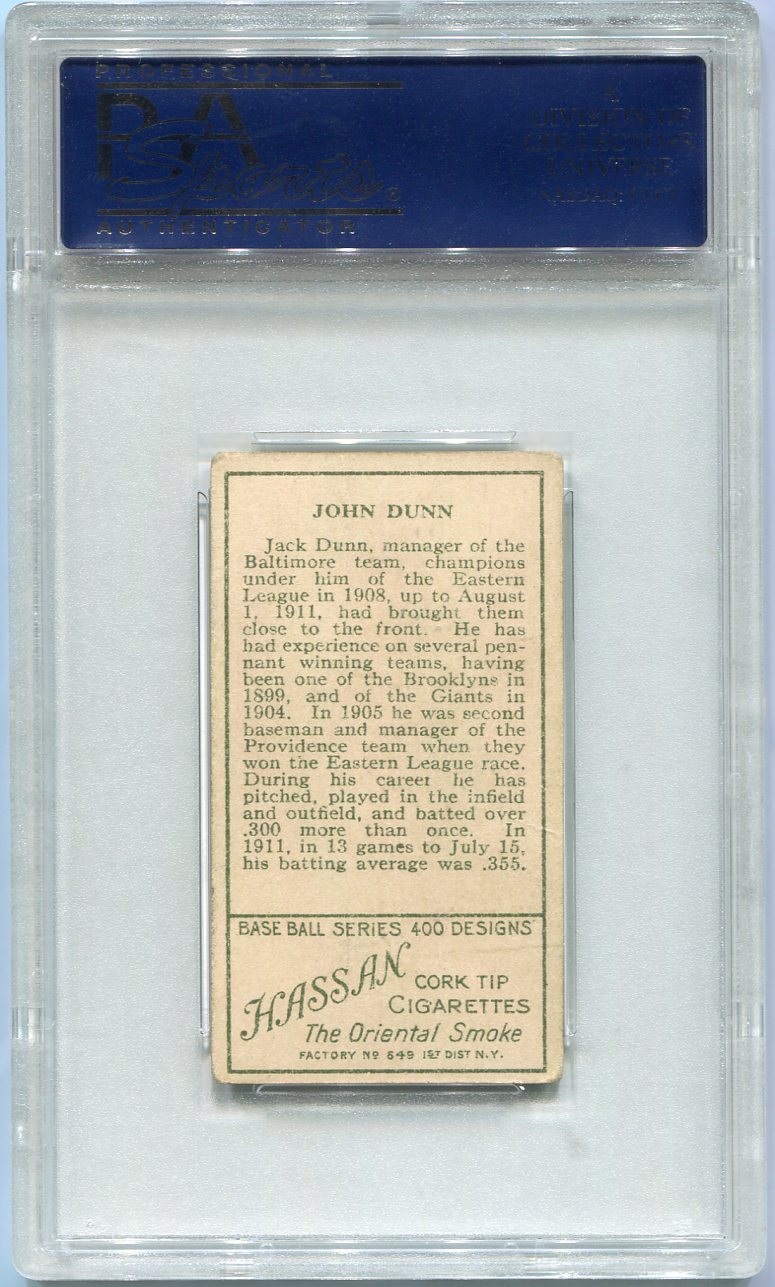 PROFESSIONAL
PSA
Sports®
AUTHENTICATOR
A
DIVISION OF
COLLECTORS
UNIVERSE
JOHN DUNN
Jack Dunn, manager of the
Baltimore team, champions
under him of the Eastern
League in 1908, up to August
1, 1911, had brought them
close to the front. He has
had experience on several pen-
nant winning teams, having
been one of the Brooklyns in
1899, and of the Giants in
1904. In 1905 he was second
baseman and manager of the
Providence team when they
won the Eastern League race.
During his career he has
pitched, played in the infield
and outfield, and batted over
.300 more than once. In
1911, in 13 games to July 15,
his batting average was .355.
BASE BALL SERIES 400 DESIGNS
HASSAN
CORK TIP
CIGARETTES
The Oriental Smoke
FACTORY Nº 649 1ST DIST N.Y.